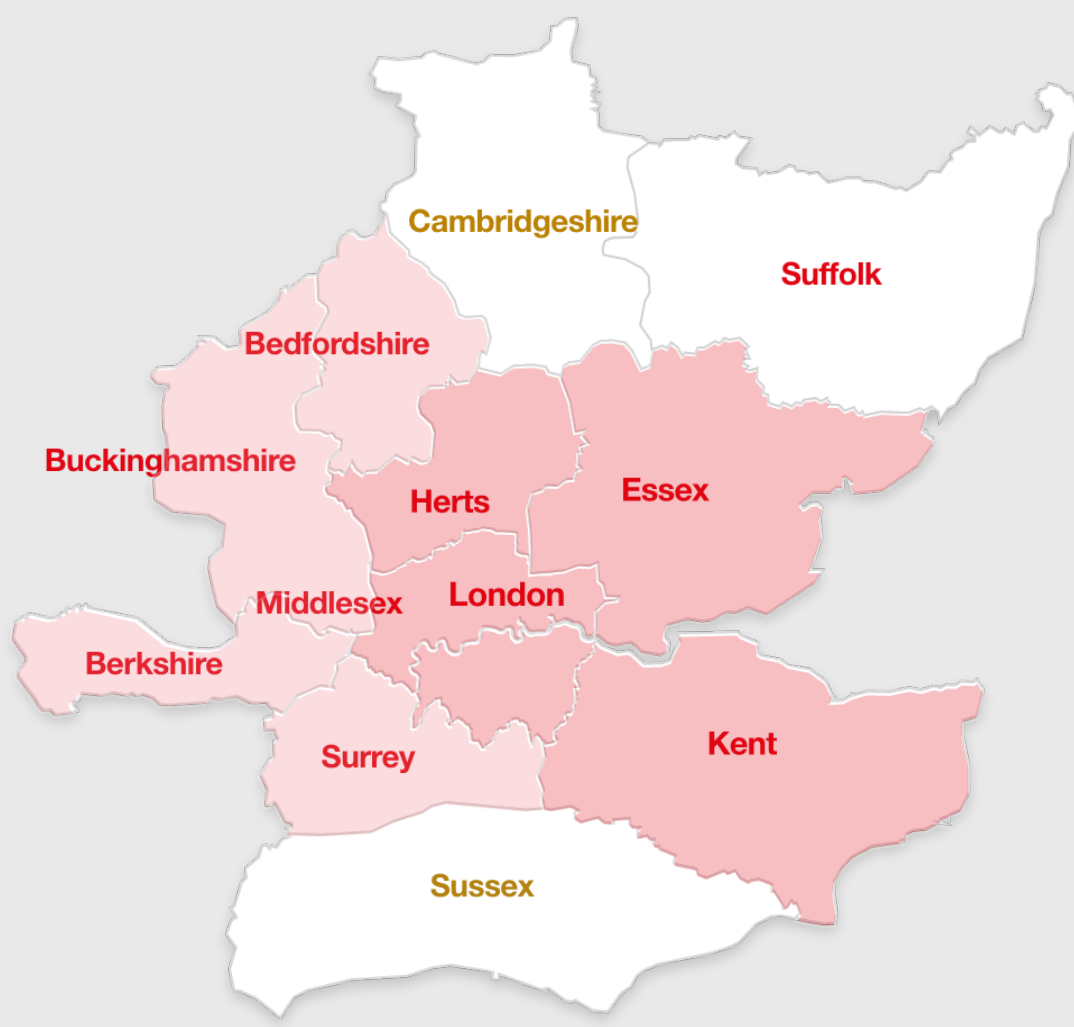 Cambridgeshire
Suffolk
Bedfordshire
Buckinghamshire
Herts
Essex
Middlesex
London
Berkshire
Surrey
Kent
Sussex